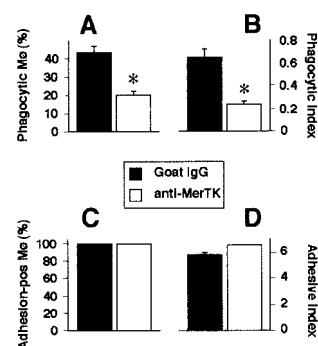 A
B
Phagocytic Mø (%)
40
30
20
10
0
*
*
0.8
0.6
0.4
0.2
0
Phagocytic Index
Goat IgG
anti-MerTK
C
D
Adhesion-pos Mø (%)
100
80
60
40
20
0
6
4
2
0
Adhesive Index